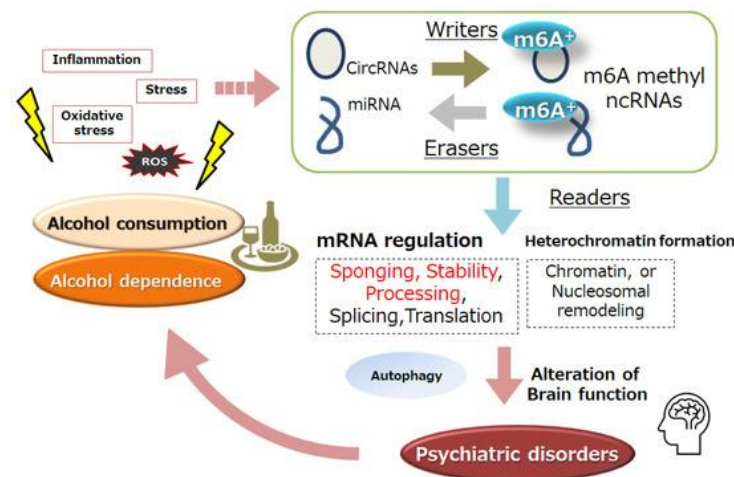 Inflammation
Stress
Oxidative
stress
ROS
Alcohol consumption
Alcohol dependence
Writers
CircRNAs
miRNA
Erasers
m6A+
m6A+
m6A methyl
ncRNAs
Readers
mRNA regulation
Sponging, Stability,
Processing,
Splicing,Translation
Heterochromatin formation
Chromatin, or
Nucleosomal
remodeling
Autophagy
Alteration of
Brain function
Psychiatric disorders